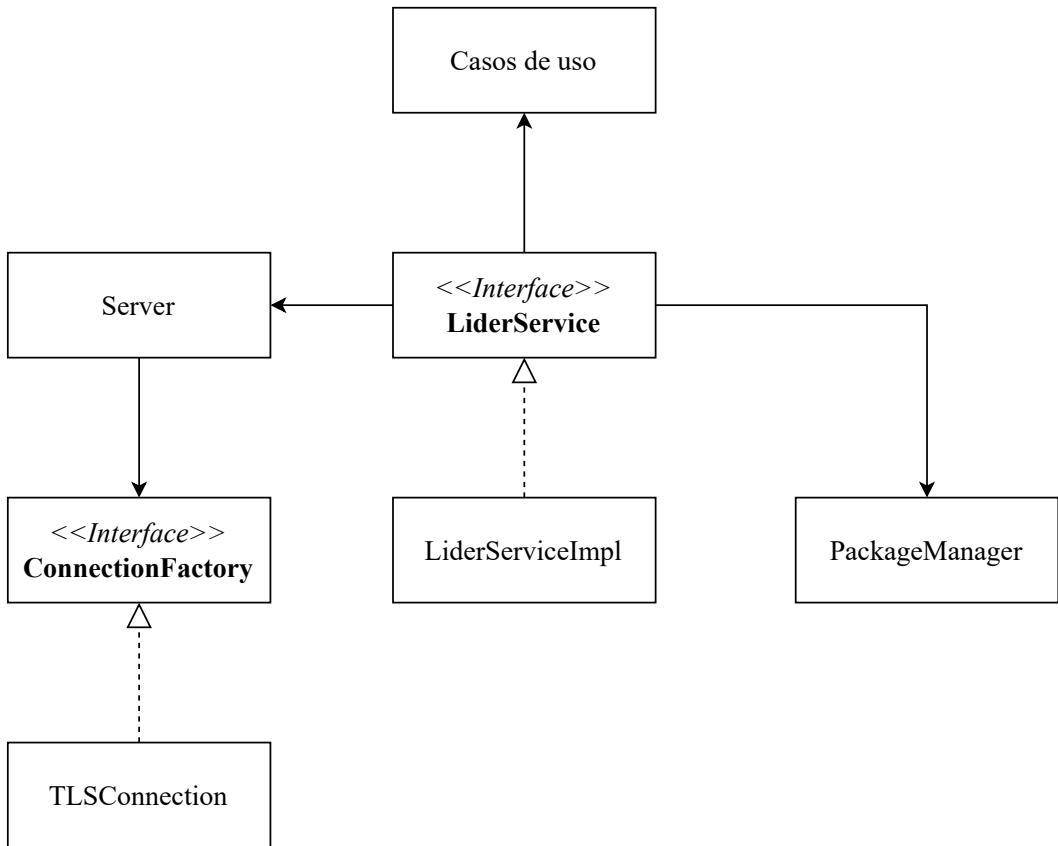 Casos de uso
Server
<<Interface>>
LiderService
<<Interface>>
ConnectionFactory
LiderServiceImpl
PackageManager
TLSConnection